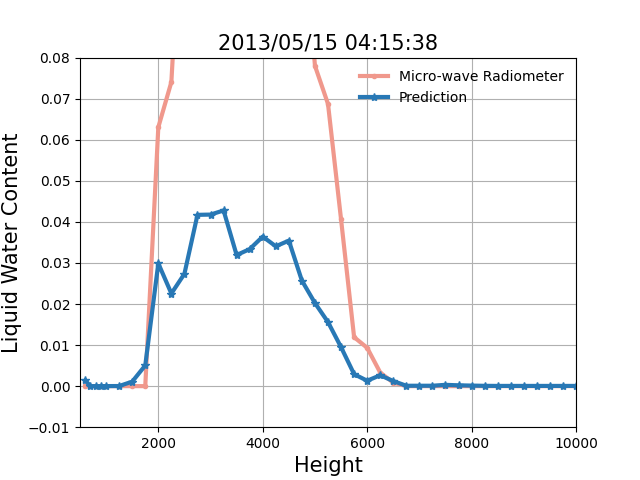 2013/05/15 04:15:38
Micro-wave Radiometer
Prediction
Liquid Water Content
0.08
0.07
0.06
0.05
0.04
0.03
0.02
0.01
0.00
−0.01
2000 4000 6000 8000 10000
Height